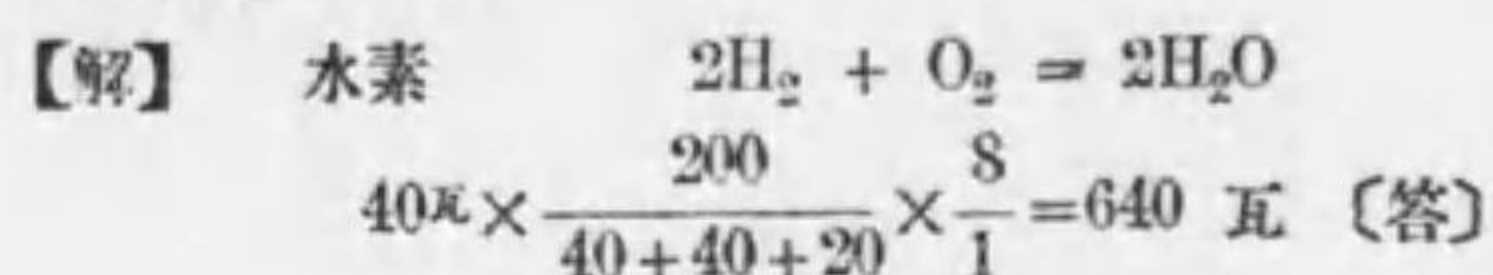 【解】 水素 2H₂ + O₂ = 2H₂O
40瓦×200/(40+40+20)×8/1=640 瓦 〔答〕